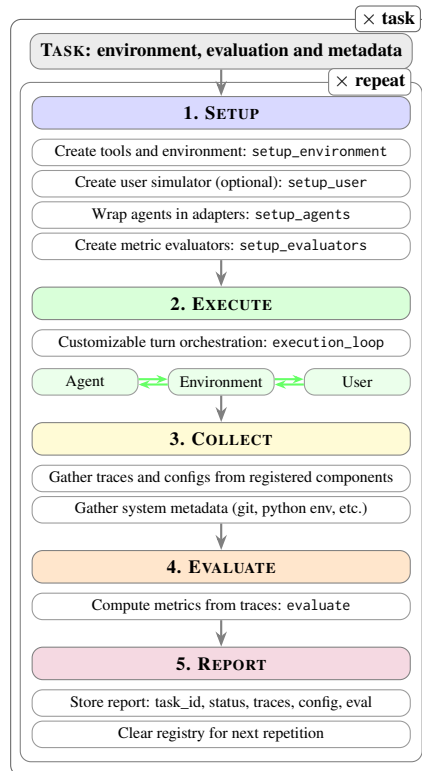 × task
TASK: environment, evaluation and metadata
× repeat
1. SETUP
Create tools and environment: setup_environment
Create user simulator (optional): setup_user
Wrap agents in adapters: setup_agents
Create metric evaluators: setup_evaluators
2. EXECUTE
Customizable turn orchestration: execution_loop
Agent
Environment
User
3. COLLECT
Gather traces and configs from registered components
Gather system metadata (git, python env, etc.)
4. EVALUATE
Compute metrics from traces: evaluate
5. REPORT
Store report: task_id, status, traces, config, eval
Clear registry for next repetition